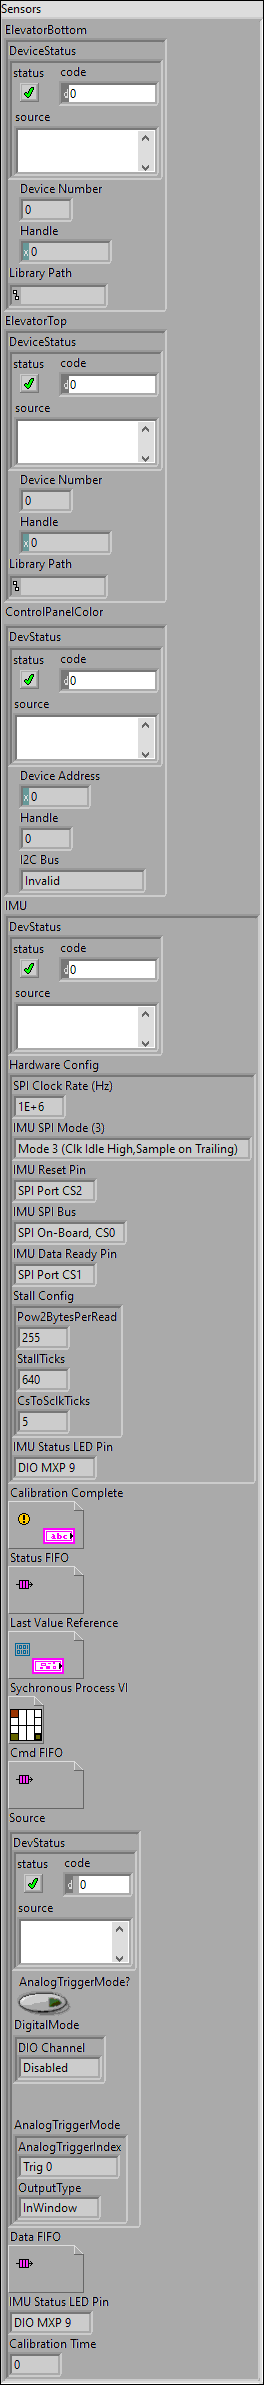 Sensors
ElevatorBottom
DeviceStatus
status code
d 0
source
Device Number
0
Handle
x 0
Library Path
ElevatorTop
DeviceStatus
status code
d 0
source
Device Number
0
Handle
x 0
Library Path
ControlPanelColor
DevStatus
status code
d 0
source
Device Address
x 0
Handle
0
I2C Bus
Invalid
IMU
DevStatus
status code
d 0
source
Hardware Config
SPI Clock Rate (Hz)
1E+6
IMU SPI Mode (3)
Mode 3 (Clk Idle High,Sample on Trailing)
IMU Reset Pin
SPI Port CS2
IMU SPI Bus
SPI On-Board, CS0
IMU Data Ready Pin
SPI Port CS1
Stall Config
Pow2BytesPerRead
255
StallTicks
640
CsToSclkTicks
5
IMU Status LED Pin
DIO MXP 9
Calibration Complete
abc
Status FIFO
Last Value Reference
Sychronous Process VI
Cmd FIFO
Source
DevStatus
status code
d 0
source
AnalogTriggerMode?
DigitalMode
DIO Channel
Disabled
AnalogTriggerMode
AnalogTriggerIndex
Trig 0
OutputType
InWindow
Data FIFO
IMU Status LED Pin
DIO MXP 9
Calibration Time
0